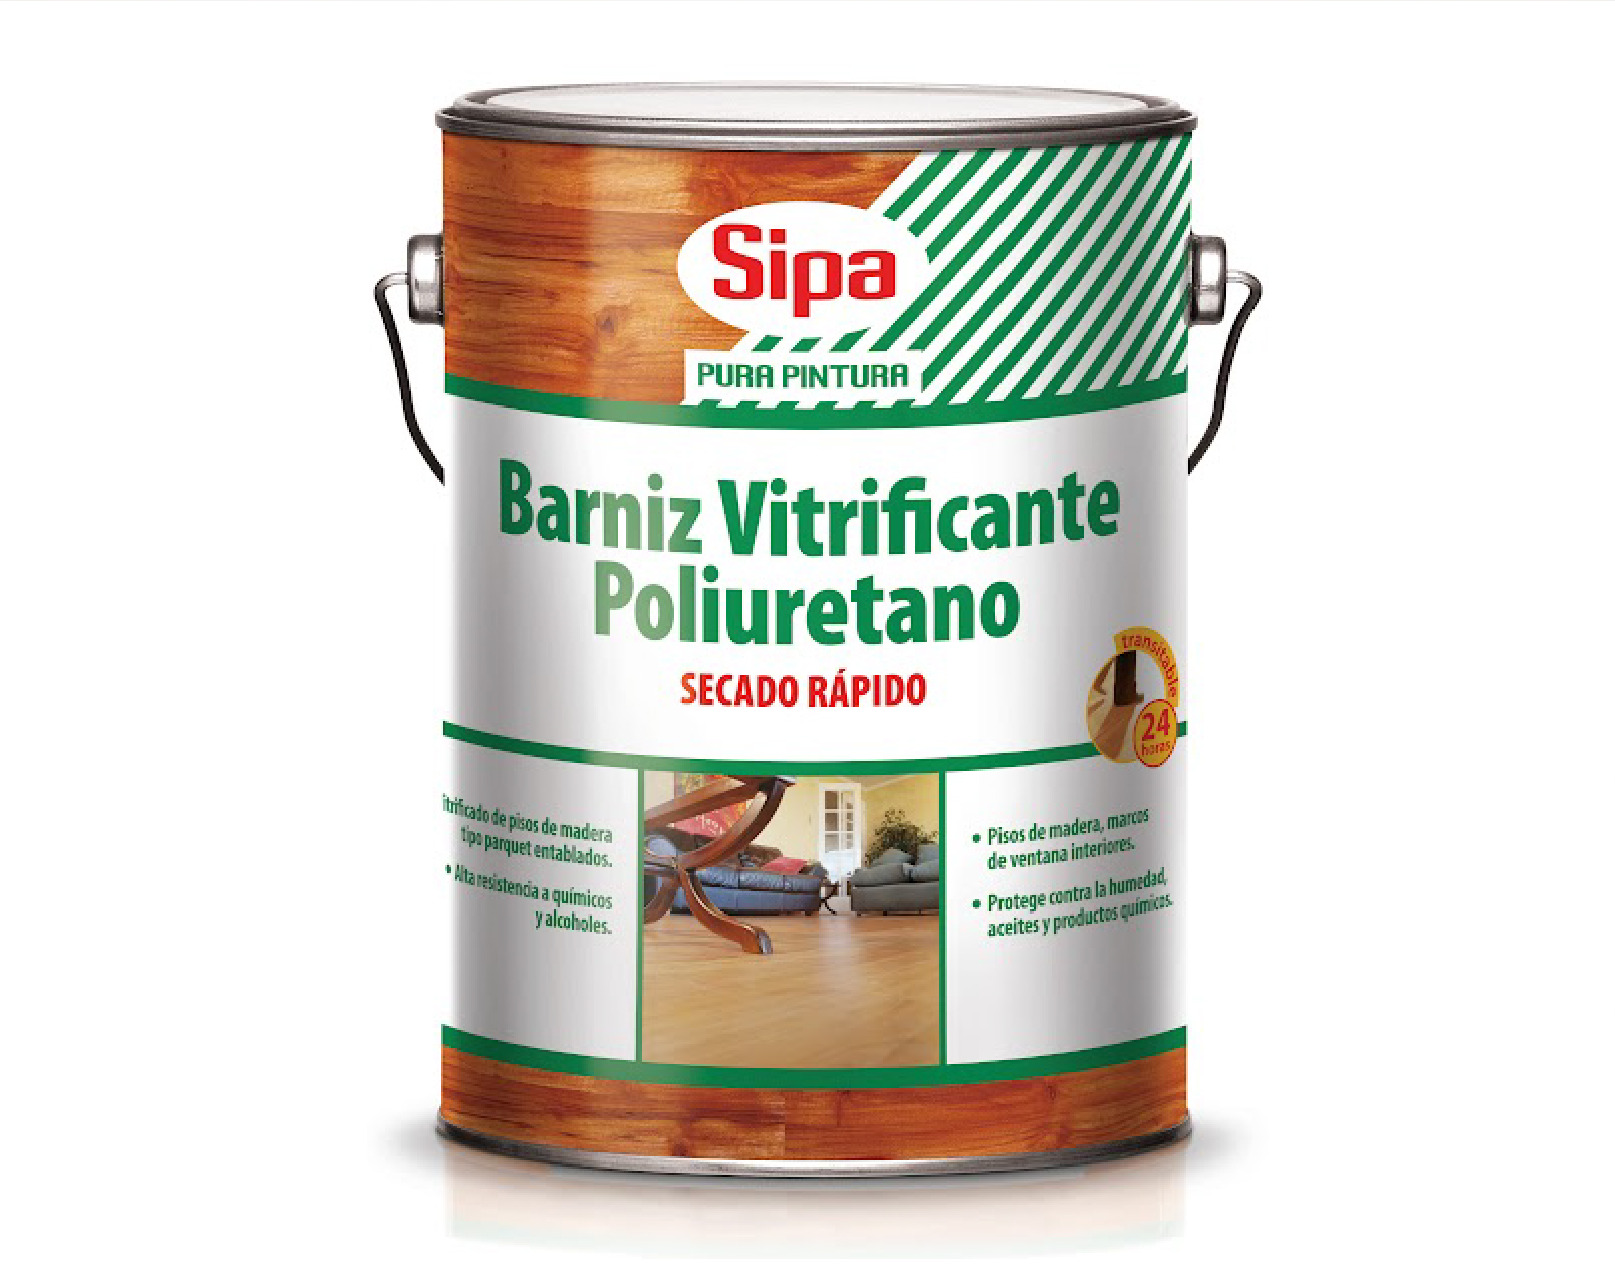 Sipa
PURA PINTURA
Barniz Vitrificante
Poliuretano
SECADO RÁPIDO
transitable
24
horas
itrificado de pisos de madera
tipo parquet entablados.
• Alta resistencia a químicos
y alcoholes.
• Pisos de madera, marcos
de ventana interiores.
• Protege contra la humedad,
aceites y productos químicos.